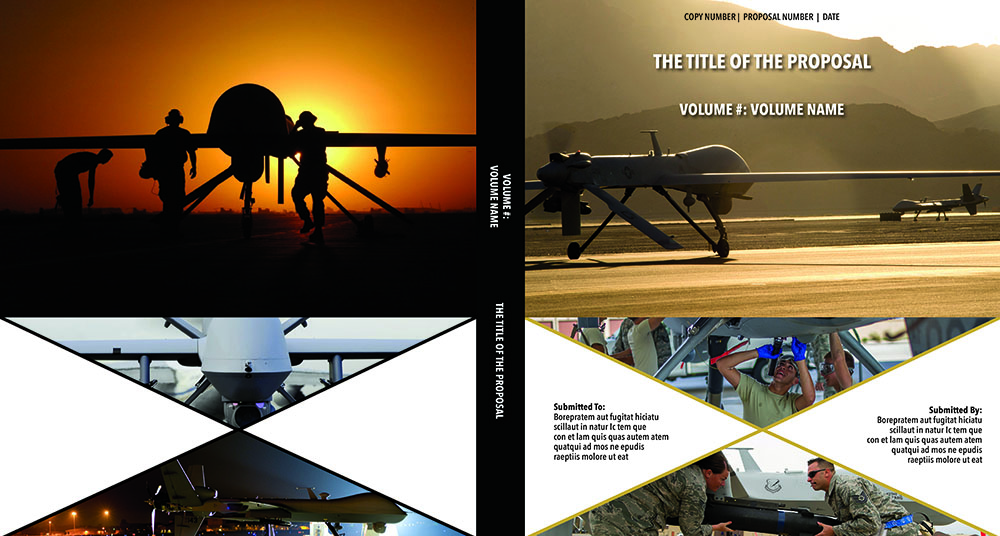 COPY NUMBER | PROPOSAL NUMBER | DATE
THE TITLE OF THE PROPOSAL
VOLUME #: VOLUME NAME
VOLUME #:
VOLUME NAME
THE TITLE OF THE PROPOSAL
Submitted To:
Borepratem aut fugitat hiciatu
scillaut in natur Ic tem que
con et lam quis quas autem atem
quatqui ad mos ne epudis
raeptiis molore ut eat
Submitted By:
Borepratem aut fugitat hiciatu
scillaut in natur Ic tem que
con et lam quis quas autem atem
quatqui ad mos ne epudis
raeptiis molore ut eat